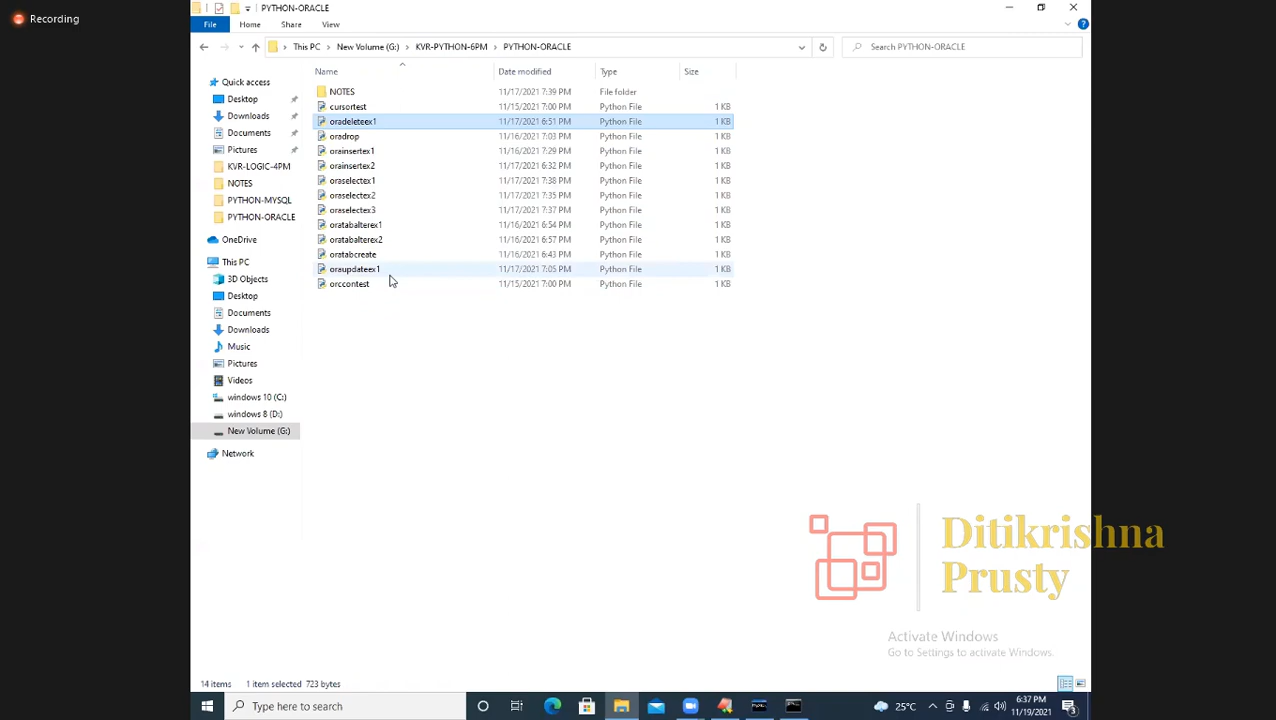 Recording
PYTHON-ORACLE
File Home Share View
This PC New Volume (G:) KVR-PYTHON-6PM PYTHON-ORACLE
Search PYTHON-ORACLE
Name Date modified Type Size
NOTES 11/17/2021 7:39 PM File folder
cursortest 11/15/2021 7:00 PM Python File 1 KB
oradeleteex1 11/17/2021 6:51 PM Python File 1 KB
oradrop 11/16/2021 7:03 PM Python File 1 KB
orainsertex1 11/16/2021 7:29 PM Python File 1 KB
orainsertex2 11/17/2021 6:32 PM Python File 1 KB
oraselectex1 11/17/2021 7:38 PM Python File 1 KB
oraselectex2 11/17/2021 7:35 PM Python File 1 KB
oraselectex3 11/17/2021 7:37 PM Python File 1 KB
oratabalterex1 11/16/2021 6:54 PM Python File 1 KB
oratabalterex2 11/16/2021 6:57 PM Python File 1 KB
oratabcreate 11/16/2021 6:43 PM Python File 1 KB
oraupdateex1 11/17/2021 7:05 PM Python File 1 KB
orccontest 11/15/2021 7:00 PM Python File 1 KB
Quick access
Desktop
Downloads
Documents
Pictures
KVR-LOGIC-4PM
NOTES
PYTHON-MYSQL
PYTHON-ORACLE
OneDrive
This PC
3D Objects
Desktop
Documents
Downloads
Music
Pictures
Videos
windows 10 (C:)
windows 8 (D:)
New Volume (G:)
Network
Ditikrishna
Prusty
Activate Windows
Go to Settings to activate Windows.
14 items 1 item selected 723 bytes
Type here to search
25°C
6:37 PM
11/19/2021
3